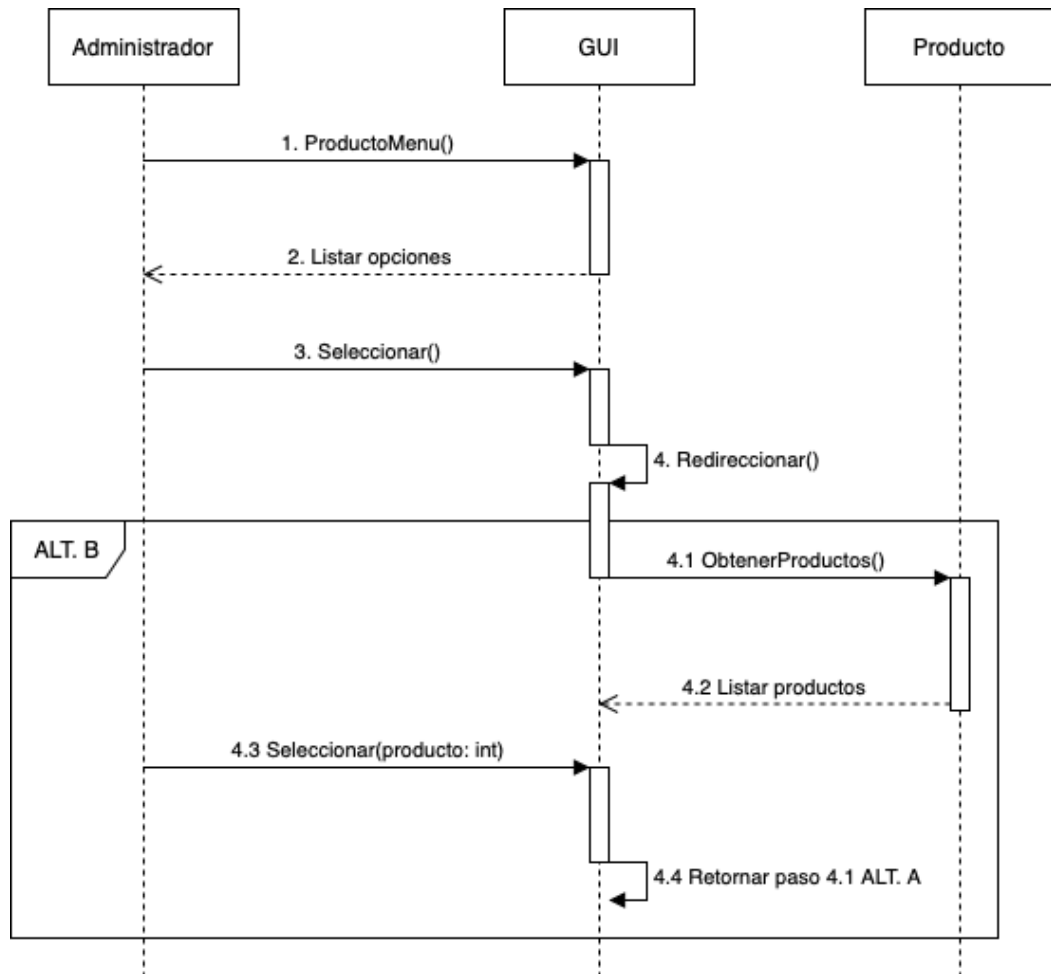 Administrador
GUI
Producto
1. ProductoMenu()
2. Listar opciones
3. Seleccionar()
4. Redireccionar()
ALT. B
4.1 ObtenerProductos()
4.2 Listar productos
4.3 Seleccionar(producto: int)
4.4 Retornar paso 4.1 ALT. A